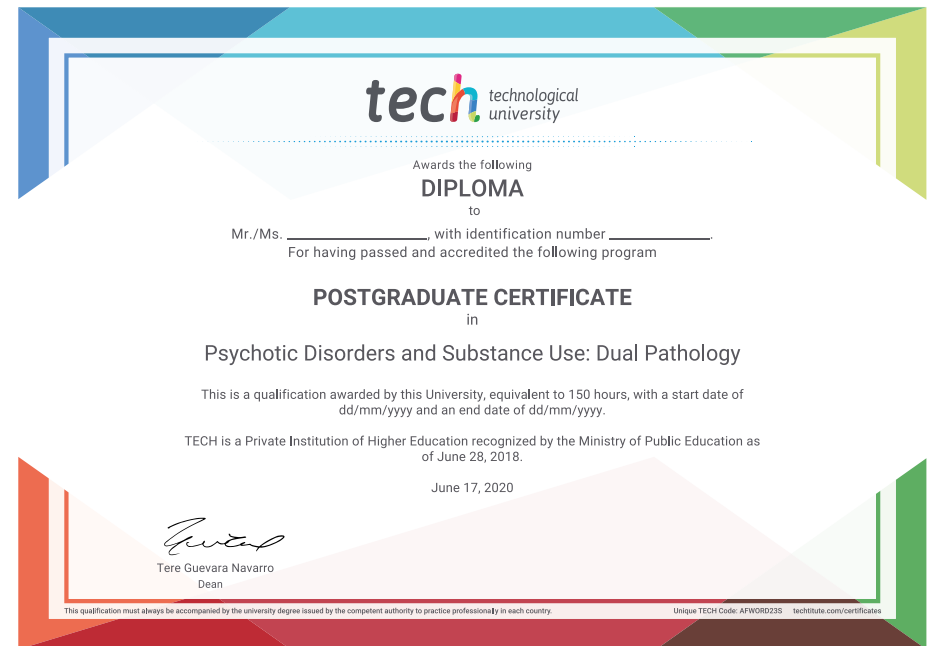 tech technological
university
Awards the following
DIPLOMA
to
Mr./Ms. ____________________, with identification number ______________.
For having passed and accredited the following program
POSTGRADUATE CERTIFICATE
in
Psychotic Disorders and Substance Use: Dual Pathology
This is a qualification awarded by this University, equivalent to 150 hours, with a start date of
dd/mm/yyyy and an end date of dd/mm/yyyy.
TECH is a Private Institution of Higher Education recognized by the Ministry of Public Education as
of June 28, 2018.
June 17, 2020
Tere Guevara Navarro
Dean
This qualification must always be accompanied by the university degree issued by the competent authority to practice professionally in each country.
Unique TECH Code: AFWORD23S techtitute.com/certificates